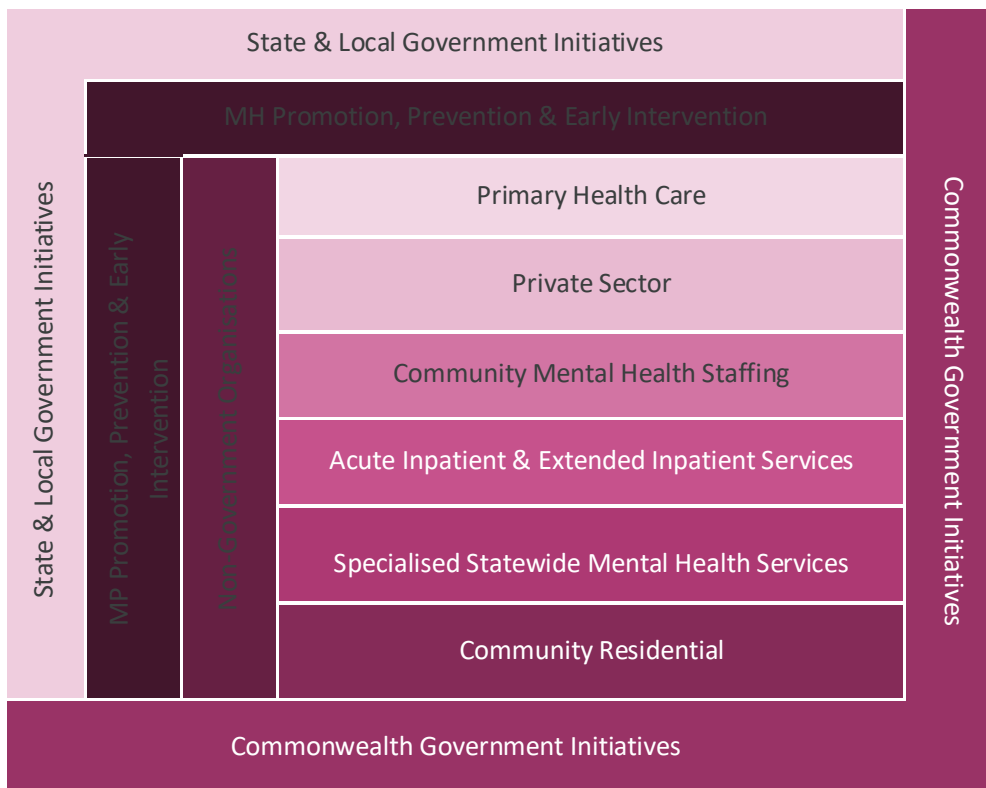 State & Local Government Initiatives
MH Promotion, Prevention & Early Intervention
State & Local Government Initiatives
MP Promotion, Prevention & Early
Intervention
Non-Government Organisations
Primary Health Care
Private Sector
Community Mental Health Staffing
Acute Inpatient & Extended Inpatient Services
Specialised Statewide Mental Health Services
Community Residential
Commonwealth Government Initiatives
Commonwealth Government Initiatives